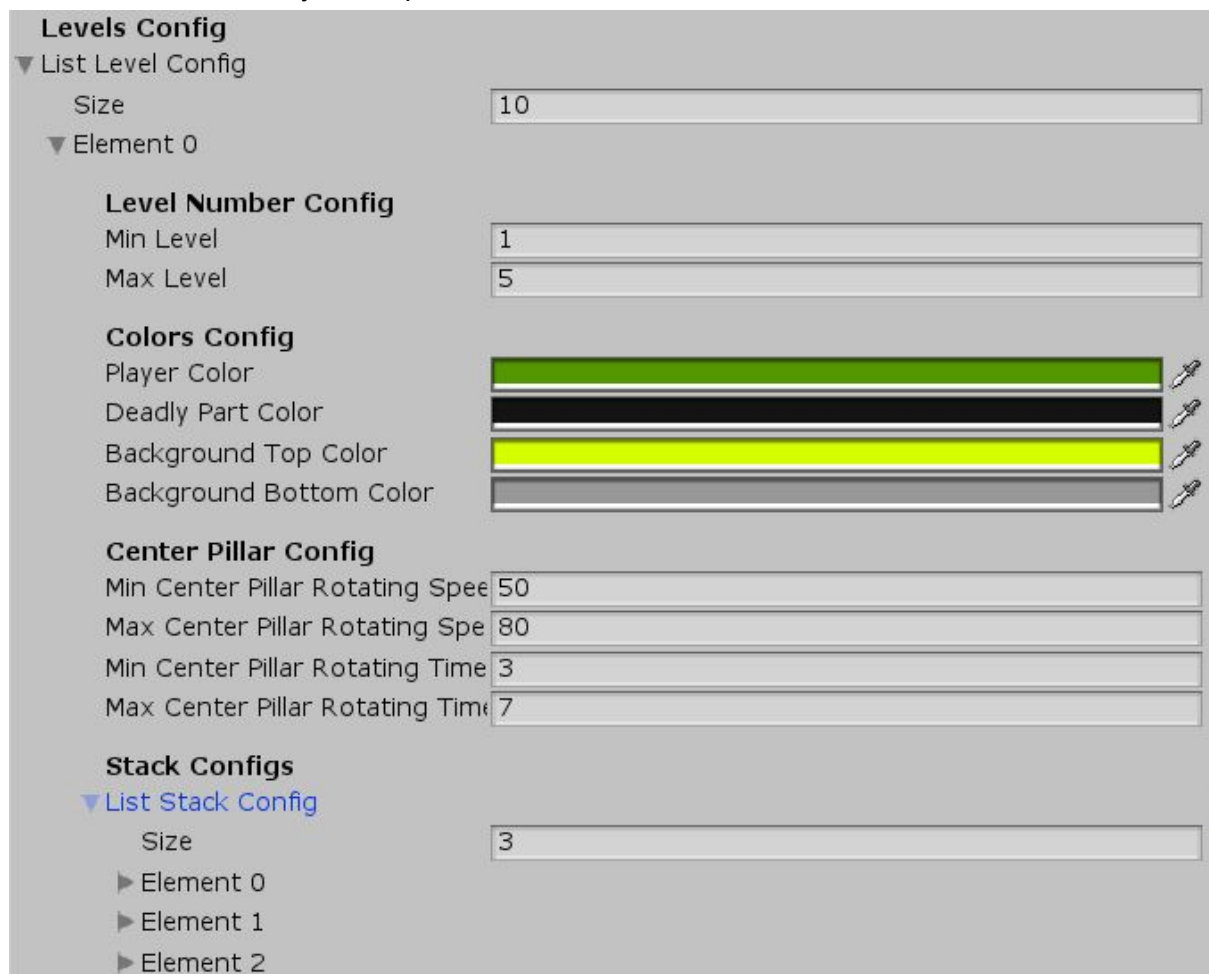 Levels Config
List Level Config
Size 10
Element 0
Level Number Config
Min Level 1
Max Level 5
Colors Config
Player Color
Deadly Part Color
Background Top Color
Background Bottom Color
Center Pillar Config
Min Center Pillar Rotating Spee 50
Max Center Pillar Rotating Spe 80
Min Center Pillar Rotating Time 3
Max Center Pillar Rotating Time 7
Stack Configs
List Stack Config
Size 3
Element 0
Element 1
Element 2